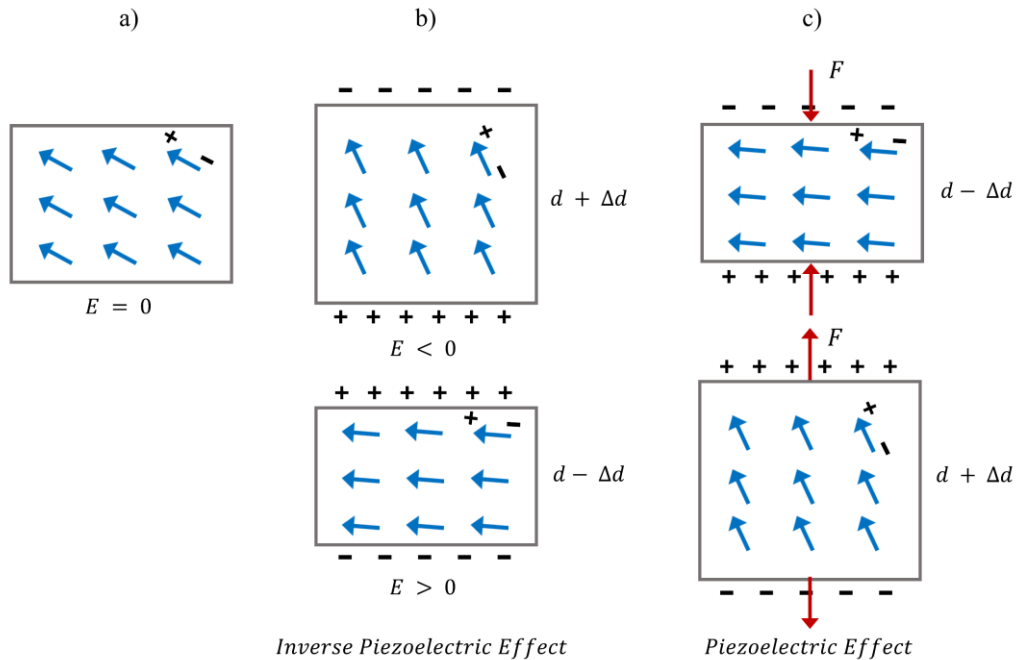 a)
b)
c)
− − − − −
+ −
+ −
d + Δd
+ + + + + +
E = 0
E < 0
+ + + + + +
+ −
d − Δd
− − − − −
E > 0
Inverse Piezoelectric Effect
F
− − − − −
+ −
d − Δd
+ + + + + +
F
+ + + + + +
+ −
d + Δd
− − − − −
Piezoelectric Effect